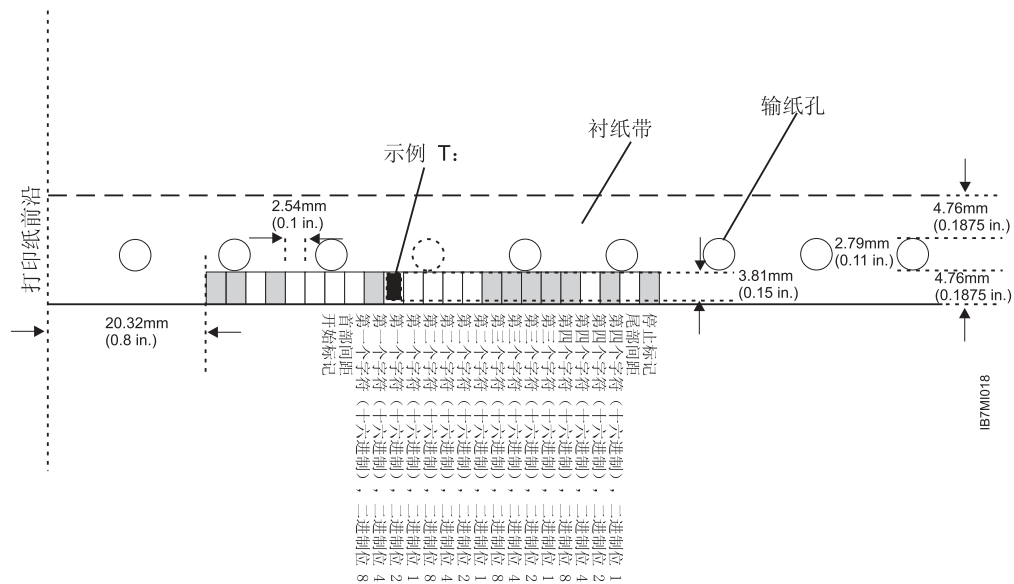 输纸孔
衬纸带
示例 T:
打印纸前沿
2.54mm
(0.1 in.)
4.76mm
(0.1875 in.)
2.79mm
(0.11 in.)
3.81mm
(0.15 in.)
4.76mm
(0.1875 in.)
20.32mm
(0.8 in.)
开始标记
首部间距
第一个字符（十六进制），二进制位 8
第一个字符（十六进制），二进制位 4
第一个字符（十六进制），二进制位 2
第一个字符（十六进制），二进制位 1
第二个字符（十六进制），二进制位 8
第二个字符（十六进制），二进制位 4
第二个字符（十六进制），二进制位 2
第二个字符（十六进制），二进制位 1
第三个字符（十六进制），二进制位 8
第三个字符（十六进制），二进制位 4
第三个字符（十六进制），二进制位 2
第三个字符（十六进制），二进制位 1
第四个字符（十六进制），二进制位 8
第四个字符（十六进制），二进制位 4
第四个字符（十六进制），二进制位 2
第四个字符（十六进制），二进制位 1
尾部间距
停止标记
IB7MI018